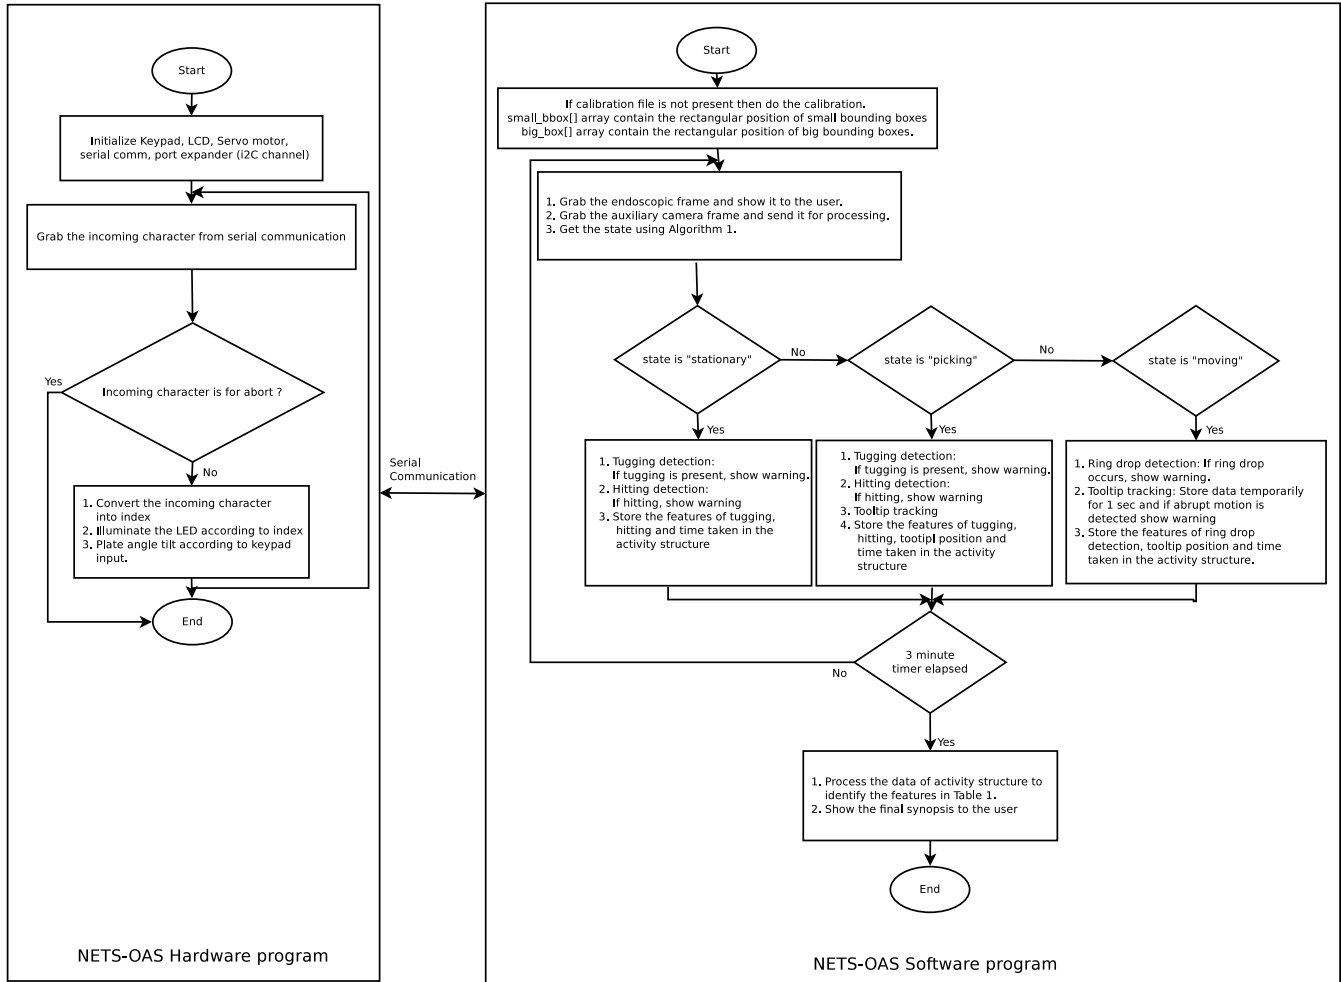 Start
Initialize Keypad, LCD, Servo motor,
serial comm, port expander (i2C channel)
Grab the incoming character from serial communication
Incoming character is for abort ?
Yes
No
1. Convert the incoming character
into index
2. Illuminate the LED according to index
3. Plate angle tilt according to keypad
input.
End
NETS-OAS Hardware program
Serial
Communication
Start
If calibration file is not present then do the calibration.
small_bbox[] array contain the rectangular position of small bounding boxes
big_box[] array contain the rectangular position of big bounding boxes.
1. Grab the endoscopic frame and show it to the user.
2. Grab the auxiliary camera frame and send it for processing.
3. Get the state using Algorithm 1.
state is "stationary"
No
state is "picking"
No
state is "moving"
Yes
Yes
Yes
1. Tugging detection:
If tugging is present, show warning.
2. Hitting detection:
If hitting, show warning
3. Store the features of tugging,
hitting and time taken in the
activity structure
1. Tugging detection:
If tugging is present, show warning.
2. Hitting detection:
If hitting, show warning
3. Tooltip tracking
4. Store the features of tugging,
hitting, tootipl position and
time taken in the activity
structure
1. Ring drop detection: If ring drop
occurs, show warning.
2. Tooltip tracking: Store data temporarily
for 1 sec and if abrupt motion is
detected show warning
3. Store the features of ring drop
detection, tooltip position and time
taken in the activity structure.
3 minute
timer elapsed
No
Yes
1. Process the data of activity structure to
identify the features in Table 1.
2. Show the final synopsis to the user
End
NETS-OAS Software program